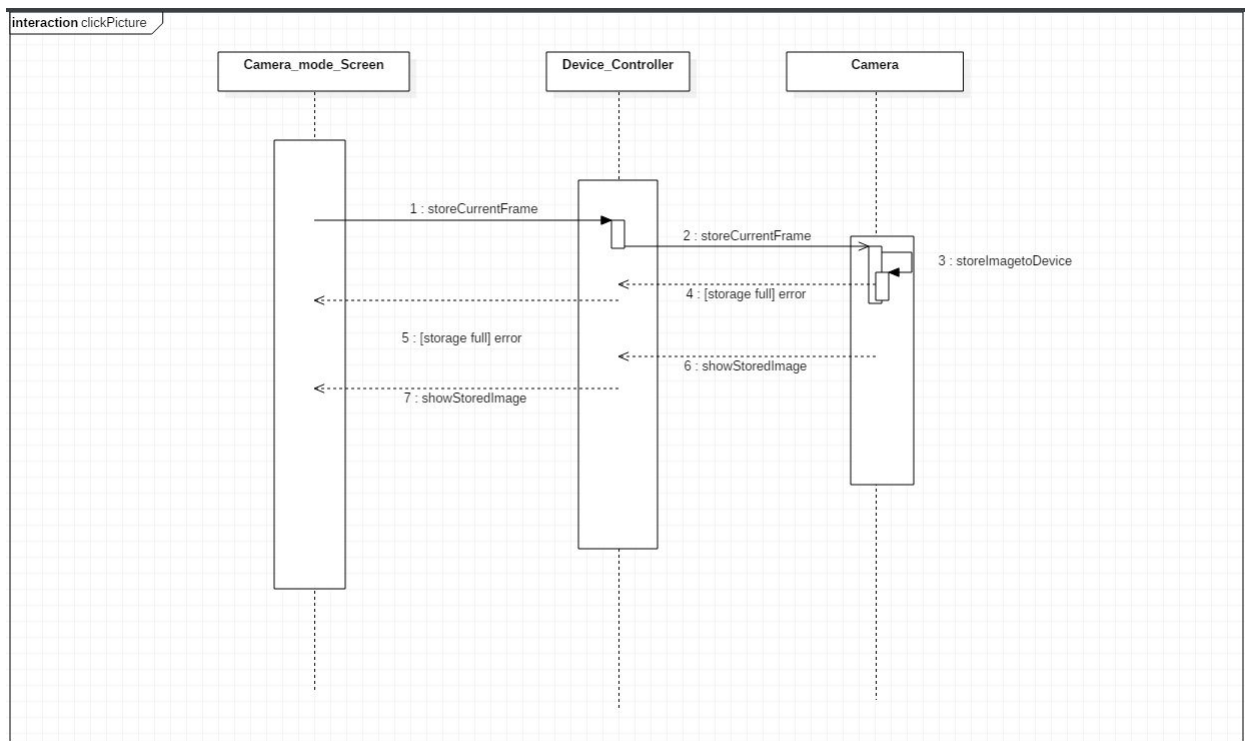 interaction clickPicture
Camera_mode_Screen
Device_Controller
Camera
1 : storeCurrentFrame
2 : storeCurrentFrame
3 : storeImagetoDevice
4 : [storage full] error
5 : [storage full] error
6 : showStoredImage
7 : showStoredImage